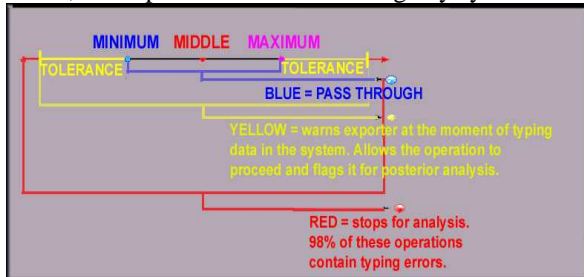 MINIMUM MIDDLE MAXIMUM
TOLERANCE TOLERANCE
BLUE = PASS THROUGH
YELLOW = warns exporter at the moment of typing
data in the system. Allows the operation to
proceed and flags it for posterior analysis.
RED = stops for analysis.
98% of these operations
contain typing errors.